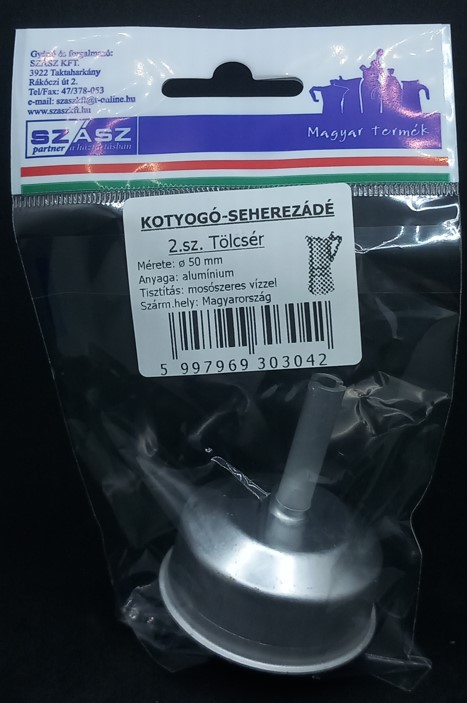 Gyártó és forgalmazó:
SZÁSZ KFT.
3922 Taktaharkány
Rákóczi út 2.
Tel/Fax: 47/378-053
e-mail: szaszkft@t-online.hu
www.szaszkft.hu
SZÁSZ
partner a háztartásban
Magyar termék
KOTYOGÓ-SEHEREZÁDÉ
2.sz. Tölcsér
Mérete: ø 50 mm
Anyaga: alumínium
Tisztítás: mosószeres vízzel
Szárm.hely: Magyarország
5 997969 303042